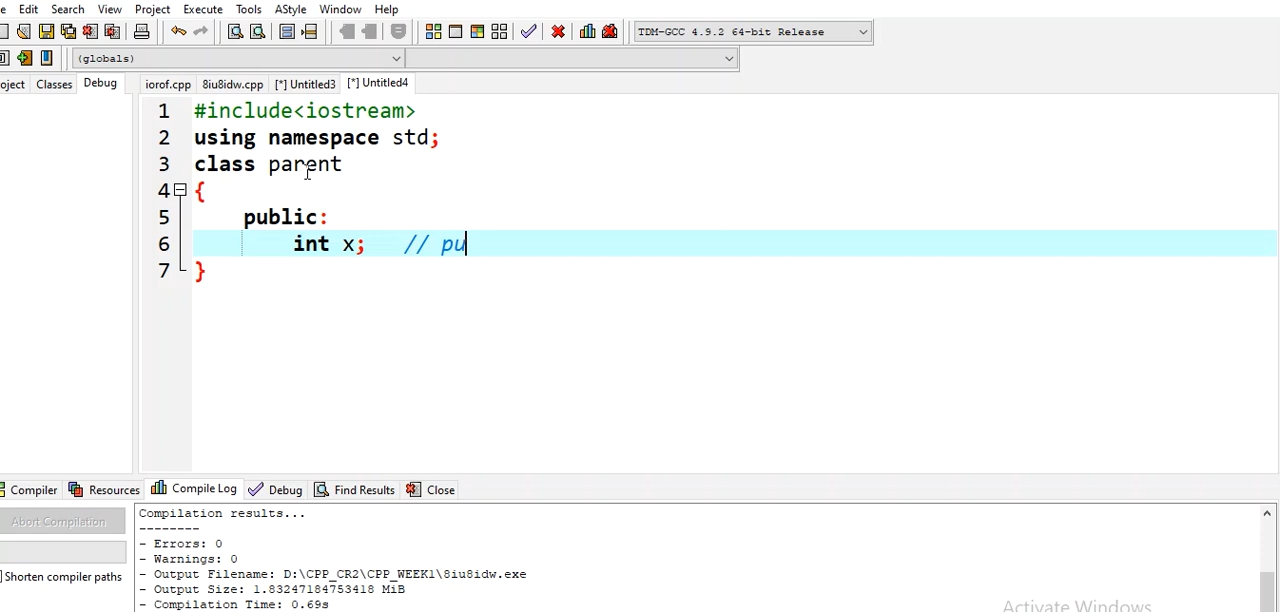 e Edit Search View Project Execute Tools AStyle Window Help
TDM-GCC 4.9.2 64-bit Release
(globals)
oject Classes Debug iorof.cpp 8iu8idw.cpp [*] Untitled3 [*] Untitled4
1 #include<iostream>
2 using namespace std;
3 class parent
4 {
5 public:
6 int x; // pu
7 }
Compiler Resources Compile Log Debug Find Results Close
Abort Compilation
Shorten compiler paths
Compilation results...
--------
- Errors: 0
- Warnings: 0
- Output Filename: D:\CPP_CR2\CPP_WEEK1\8iu8idw.exe
- Output Size: 1.83247184753418 MiB
- Compilation Time: 0.69s
Activate Windows